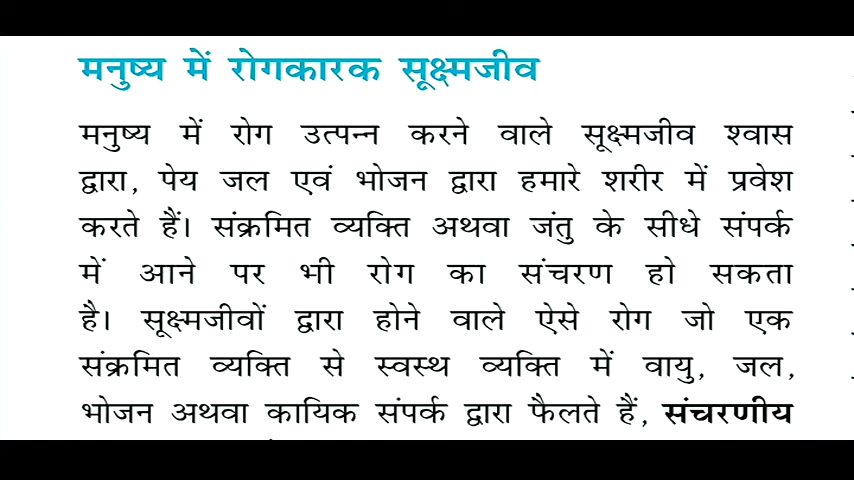 मनुष्य में रोगकारक सूक्ष्मजीव
मनुष्य में रोग उत्पन्न करने वाले सूक्ष्मजीव श्वास
द्वारा, पेय जल एवं भोजन द्वारा हमारे शरीर में प्रवेश
करते हैं। संक्रमित व्यक्ति अथवा जंतु के सीधे संपर्क
में आने पर भी रोग का संचरण हो सकता
है। सूक्ष्मजीवों द्वारा होने वाले ऐसे रोग जो एक
संक्रमित व्यक्ति से स्वस्थ व्यक्ति में वायु, जल,
भोजन अथवा कायिक संपर्क द्वारा फैलते हैं, संचरणीय